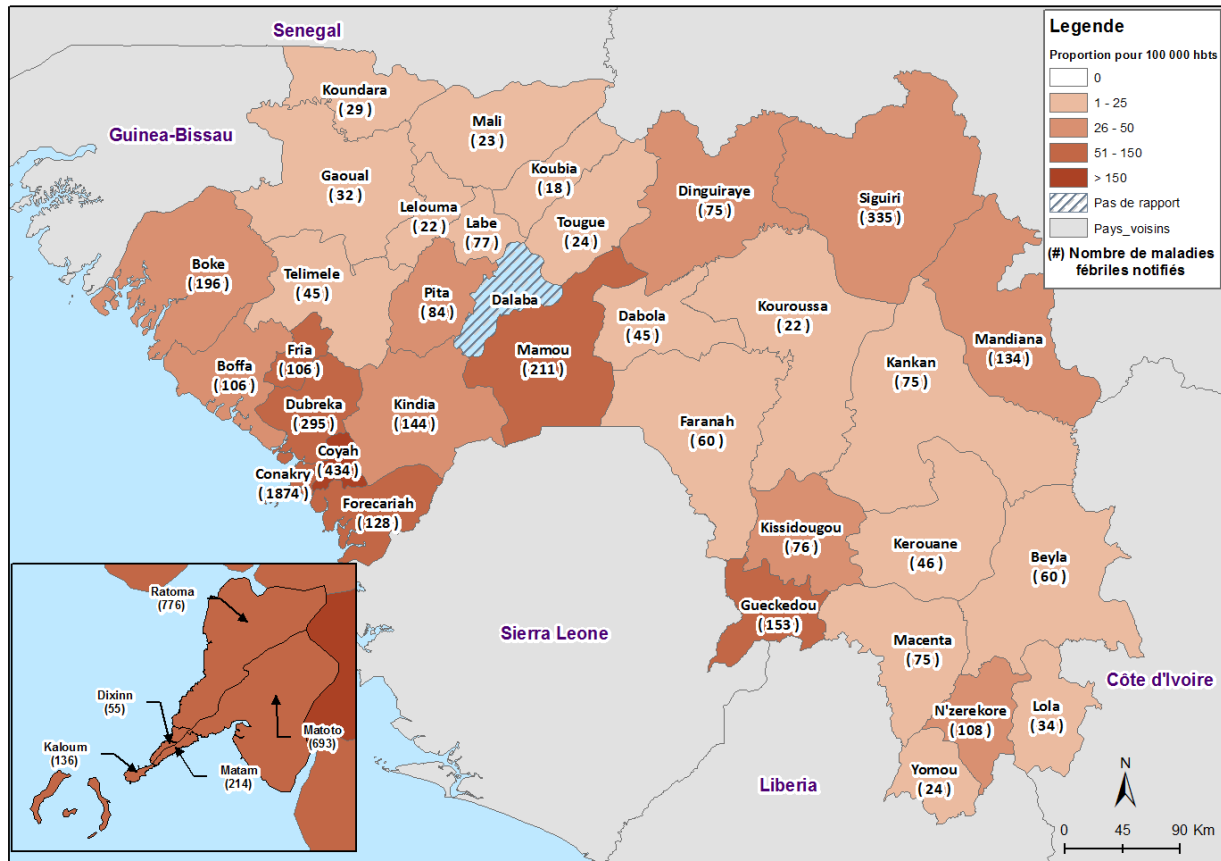 Senegal
Koundara
( 29 )
Guinea-Bissau
Mali
( 23 )
Koubia
( 18 )
Gaoual
( 32 )
Lelouma
( 22 )
Labe
( 77 )
Tougue
( 24 )
Dinguiraye
( 75 )
Siguiri
( 335 )
Boke
( 196 )
Telimele
( 45 )
Pita
( 84 )
Dalaba
Dabola
( 45 )
Kouroussa
( 22 )
Mandiana
( 134 )
Fria
( 106 )
Boffa
( 106 )
Mamou
( 211 )
Kankan
( 75 )
Dubreka
( 295 )
Kindia
( 144 )
Faranah
( 60 )
Coyah
( 434 )
Conakry
( 1874 )
Forecariah
( 128 )
Kissidougou
( 76 )
Kerouane
( 46 )
Beyla
( 60 )
Gueckedou
( 153 )
Sierra Leone
Macenta
( 75 )
Côte d'Ivoire
N'zerekore
( 108 )
Lola
( 34 )
Yomou
( 24 )
Liberia
Legende
Proportion pour 100 000 hbts
0
1 - 25
26 - 50
51 - 150
> 150
Pas de rapport
Pays_voisins
(#) Nombre de maladies
fébriles notifiés
Ratoma
(776)
Dixinn
(55)
Kaloum
(136)
Matoto
(693)
Matam
(214)
N
0 45 90 Km